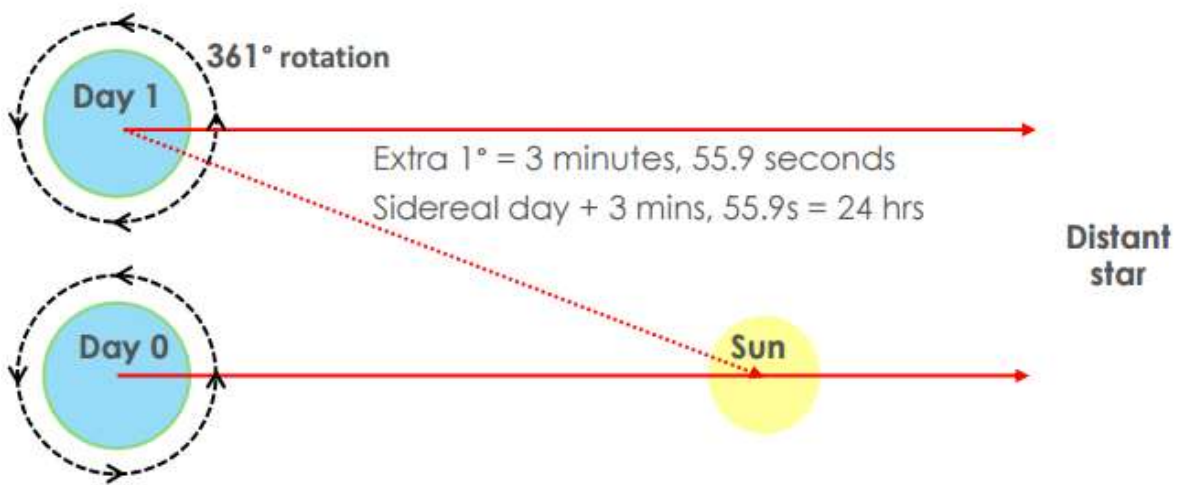 361° rotation
Day 1
Extra 1° = 3 minutes, 55.9 seconds
Sidereal day + 3 mins, 55.9s = 24 hrs
Distant
star
Day 0
Sun